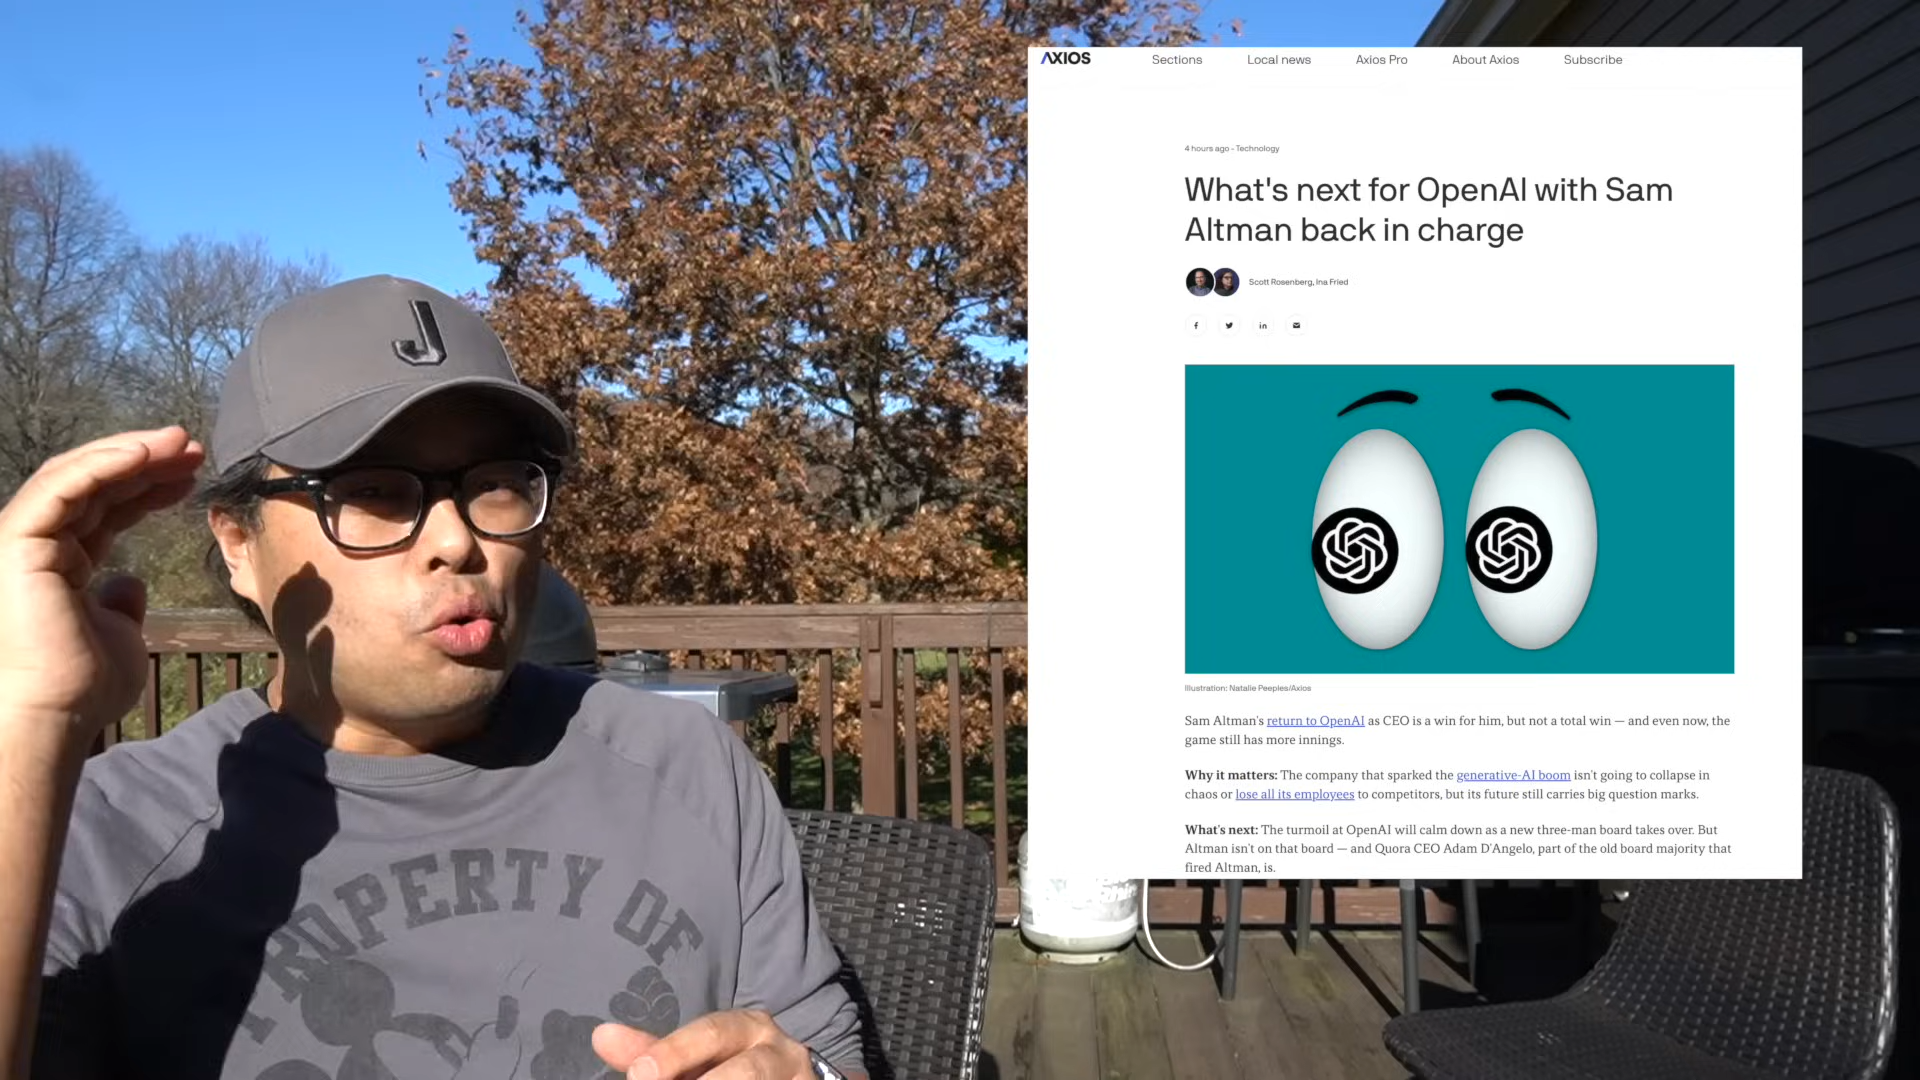 J
PROPERTY OF
AXIOS
Sections Local news Axios Pro About Axios Subscribe
4 hours ago - Technology
What's next for OpenAI with Sam
Altman back in charge
Scott Rosenberg, Ina Fried
f in
Illustration: Natalie Peeples/Axios
Sam Altman's return to OpenAI as CEO is a win for him, but not a total win — and even now, the
game still has more innings.
Why it matters: The company that sparked the generative-AI boom isn't going to collapse in
chaos or lose all its employees to competitors, but its future still carries big question marks.
What's next: The turmoil at OpenAI will calm down as a new three-man board takes over. But
Altman isn't on that board — and Quora CEO Adam D'Angelo, part of the old board majority that
fired Altman, is.